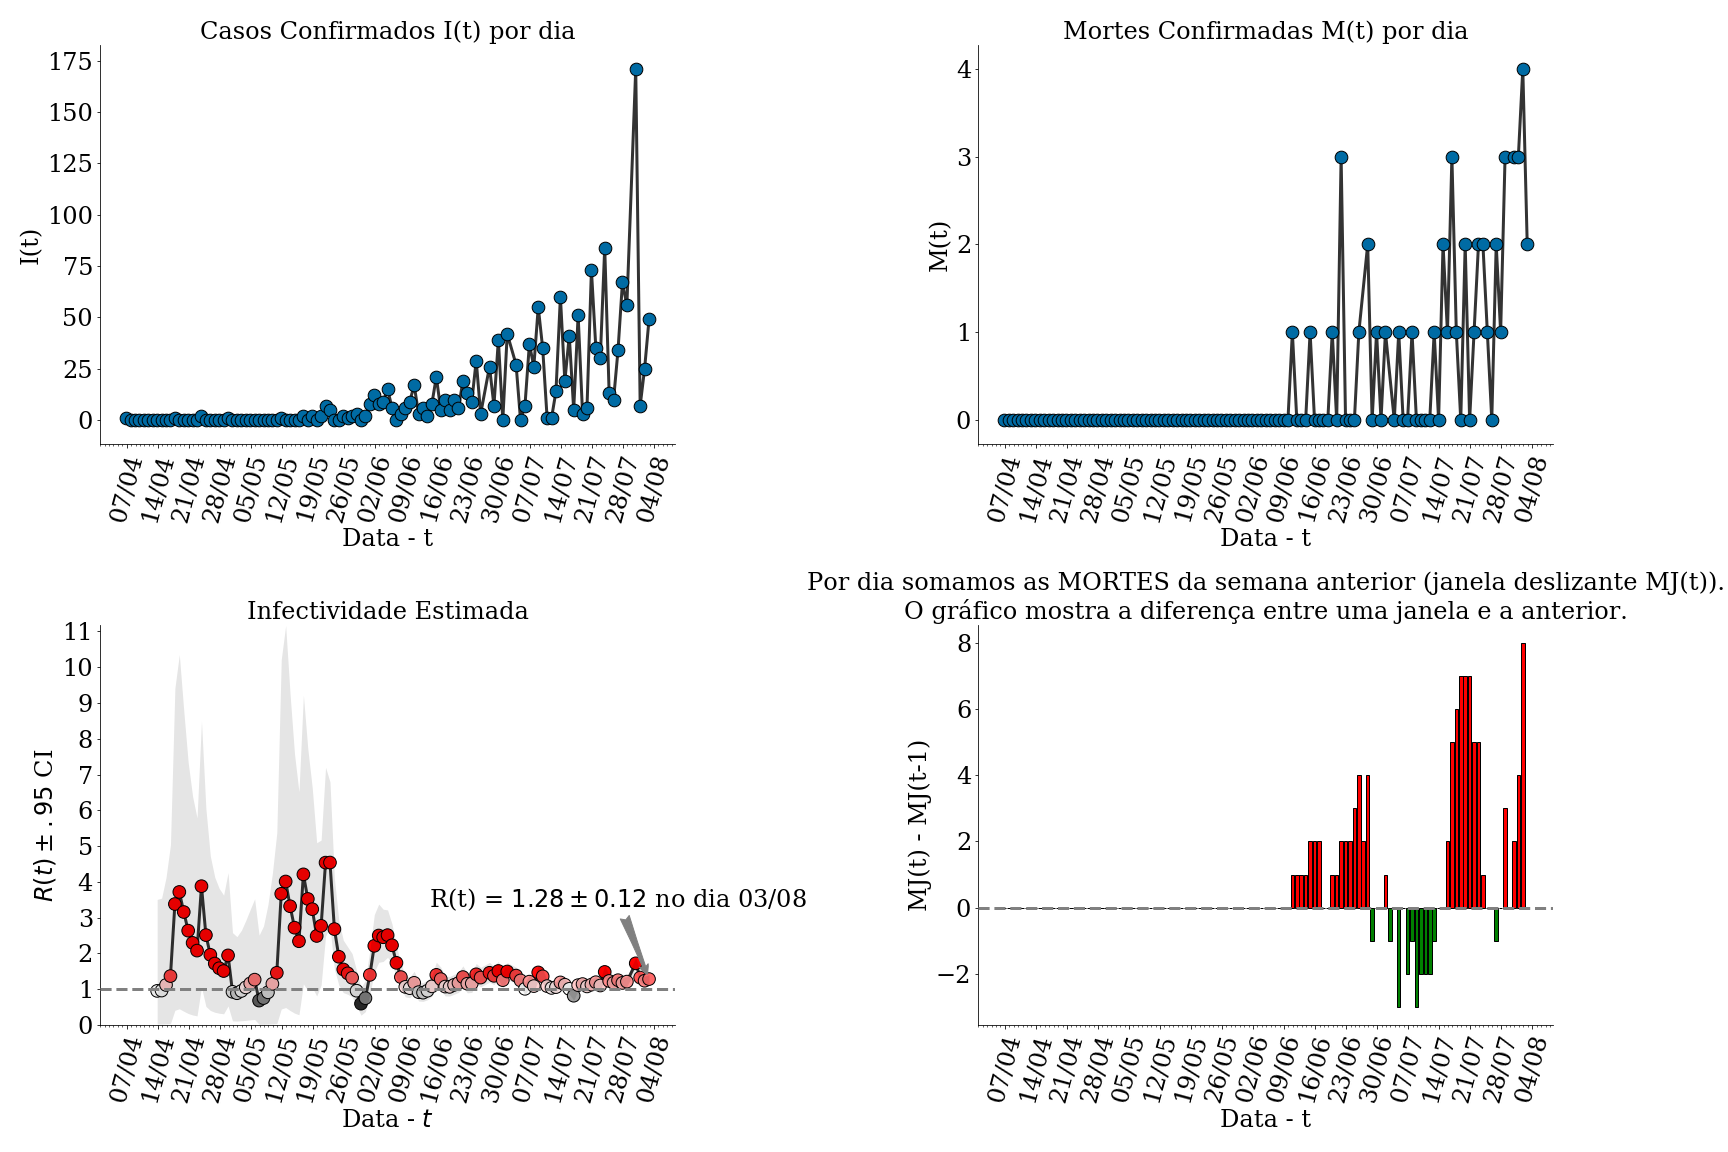 Casos Confirmados I(t) por dia
175
150
125
100
75
50
25
0
I(t)
07/04 14/04 21/04 28/04 05/05 12/05 19/05 26/05 02/06 09/06 16/06 23/06 30/06 07/07 14/07 21/07 28/07 04/08
Data - t
Mortes Confirmadas M(t) por dia
4
3
2
1
0
M(t)
07/04 14/04 21/04 28/04 05/05 12/05 19/05 26/05 02/06 09/06 16/06 23/06 30/06 07/07 14/07 21/07 28/07 04/08
Data - t
Infectividade Estimada
11
10
9
8
7
6
5
4
3
2
1
0
R(t) ± .95 CI
R(t) = 1.28 ± 0.12 no dia 03/08
07/04 14/04 21/04 28/04 05/05 12/05 19/05 26/05 02/06 09/06 16/06 23/06 30/06 07/07 14/07 21/07 28/07 04/08
Data - t
Por dia somamos as MORTES da semana anterior (janela deslizante MJ(t)).
O gráfico mostra a diferença entre uma janela e a anterior.
8
6
4
2
0
−2
MJ(t) - MJ(t-1)
07/04 14/04 21/04 28/04 05/05 12/05 19/05 26/05 02/06 09/06 16/06 23/06 30/06 07/07 14/07 21/07 28/07 04/08
Data - t